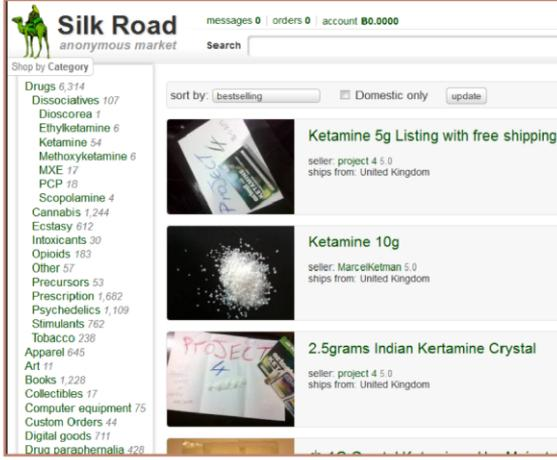 Silk Road
anonymous market
messages 0 | orders 0 | account ฿0.0000
Search
Shop by Category
Drugs 6,314
Dissociatives 107
Dioscorea 1
Ethylketamine 6
Ketamine 54
Methoxyketamine 6
MXE 17
PCP 18
Scopolamine 4
Cannabis 1,244
Ecstasy 612
Intoxicants 30
Opioids 183
Other 57
Precursors 53
Prescription 1,682
Psychedelics 1,109
Stimulants 762
Tobacco 238
Apparel 645
Art 11
Books 1,228
Collectibles 17
Computer equipment 75
Custom Orders 44
Digital goods 711
Drug paraphernalia 428
sort by: bestselling Domestic only update
PROJECT
KETAMINE
Ketamine 5g Listing with free shipping
seller: project 4 5.0
ships from: United Kingdom
Ketamine 10g
seller: MarcelKetman 5.0
ships from: United Kingdom
PROJECT
4
2.5grams Indian Kertamine Crystal
seller: project 4 5.0
ships from: United Kingdom